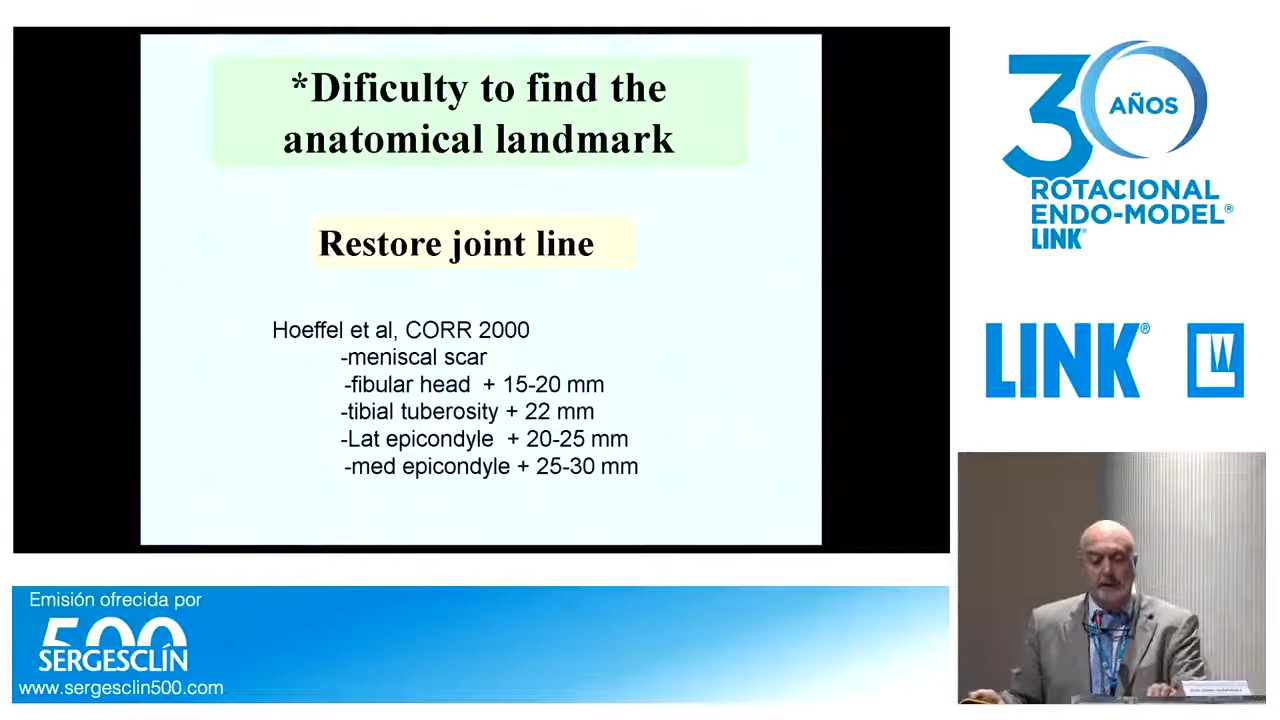 *Dificulty to find the
anatomical landmark
Restore joint line
Hoeffel et al, CORR 2000
-meniscal scar
-fibular head + 15-20 mm
-tibial tuberosity + 22 mm
-Lat epicondyle + 20-25 mm
-med epicondyle + 25-30 mm
30
AÑOS
ROTACIONAL
ENDO-MODEL®
LINK®
LINK®
Emisión ofrecida por
500
SERGESCLÍN
www.sergesclin500.com